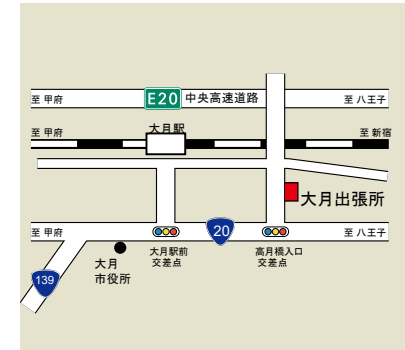 E20 中央高速道路
至 甲府
至 八王子
至 甲府
大月駅
至 新宿
大月出張所
至 甲府
20
至 八王子
大月
市役所
大月駅前
交差点
高月橋入口
交差点
139